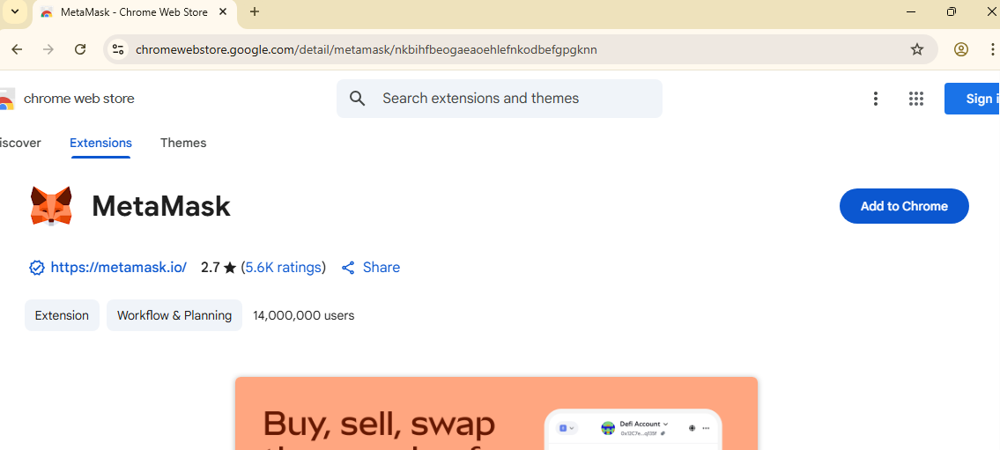 MetaMask - Chrome Web Store
chromewebstore.google.com/detail/metamask/nkbihfbeogaeaoehlefnkodbefgpgknn
chrome web store
Search extensions and themes
Sign i
iscover
Extensions
Themes
MetaMask
Add to Chrome
https://metamask.io/ 2.7 ★ (5.6K ratings) Share
Extension
Workflow & Planning
14,000,000 users
Buy, sell, swap
Defi Account